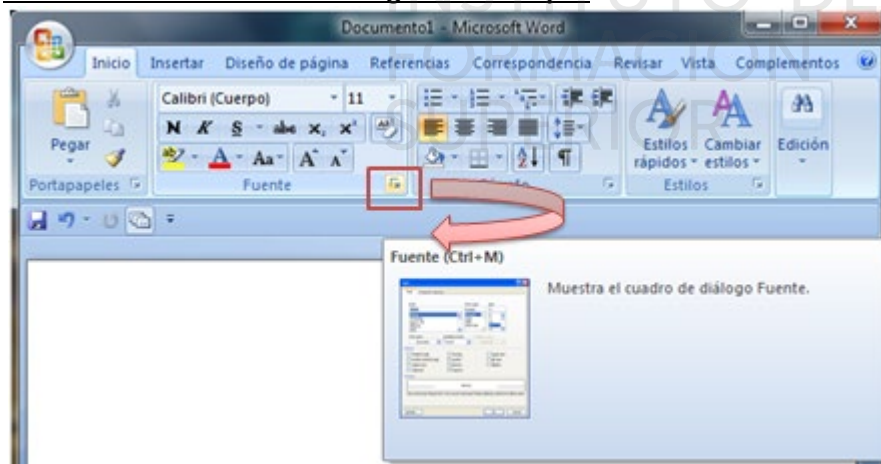 Documento1 - Microsoft Word
INSTITUTO DE
FORMACIÓN
SUPERIOR
Inicio Insertar Diseño de página Referencias Correspondencia Revisar Vista Complementos
Calibri (Cuerpo) 11
N K S abc x₂ x²
Aa A A
Pegar
Estilos rápidos Cambiar estilos Edición
Portapapeles Fuente Estilos
Fuente (Ctrl+M)
Muestra el cuadro de diálogo Fuente.